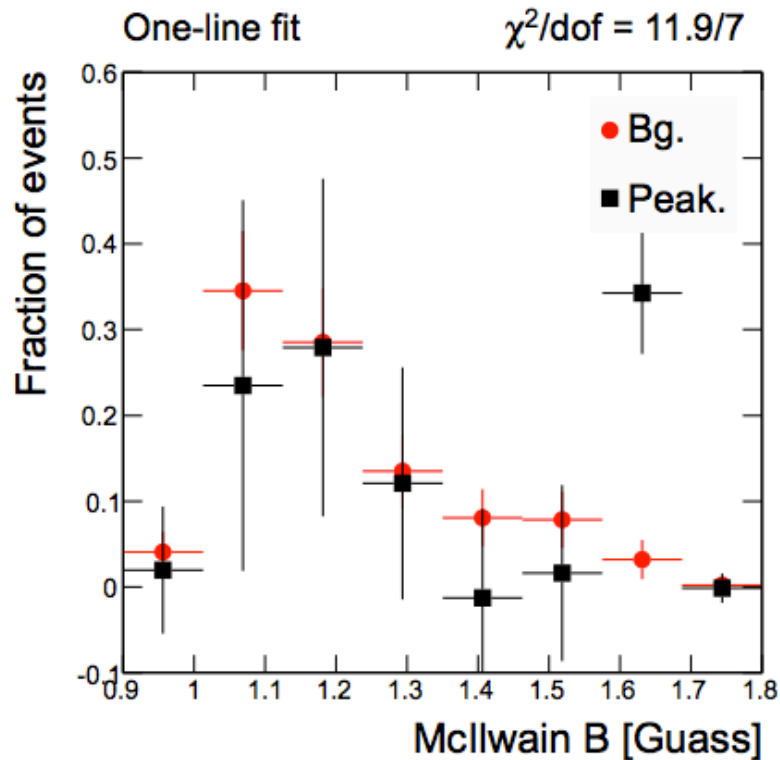 One-line fit
χ²/dof = 11.9/7
Fraction of events
0.6
0.5
0.4
0.3
0.2
0.1
0
-0.1
Bg.
Peak.
0.9 1 1.1 1.2 1.3 1.4 1.5 1.6 1.7 1.8
McIlwain B [Guass]